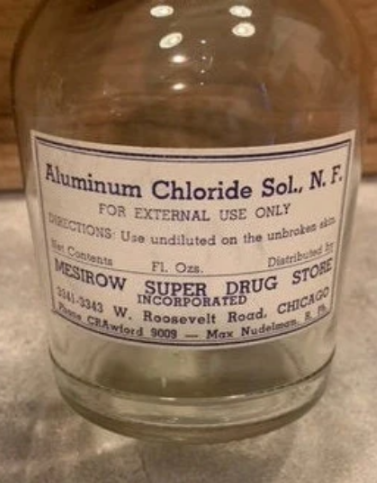 Aluminum Chloride Sol., N. F.
FOR EXTERNAL USE ONLY
DIRECTIONS: Use undiluted on the unbroken skin
Net Contents Fl. Ozs. Distributed by
MESIROW SUPER DRUG STORE
INCORPORATED
3341-3343 W. Roosevelt Road, CHICAGO
Phone CRAwford 9009 — Max Nudelman, R. Ph.